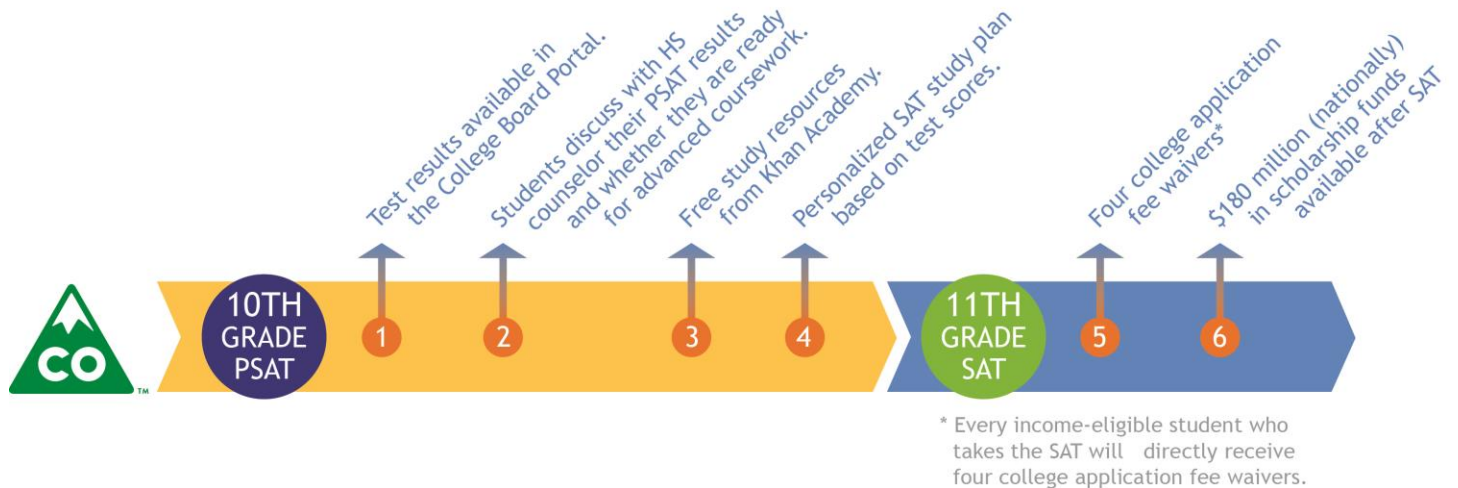 CO
TM
10TH
GRADE
PSAT
1
Test results available in
the College Board Portal.
2
Students discuss with HS
counselor their PSAT results
and whether they are ready
for advanced coursework.
3
Free study resources
from Khan Academy.
4
Personalized SAT study plan
based on test scores.
11TH
GRADE
SAT
5
Four college application
fee waivers*
6
$180 million (nationally)
in scholarship funds
available after SAT
* Every income-eligible student who
takes the SAT will directly receive
four college application fee waivers.